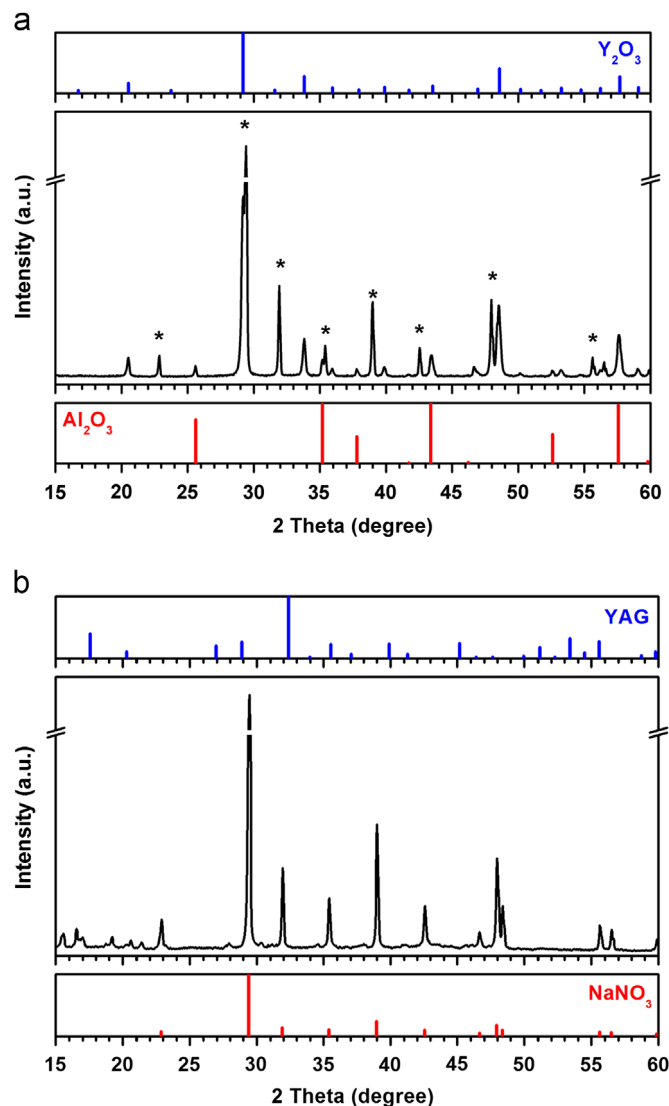 a
Y₂O₃
* * * * * * * *
Intensity (a.u.)
Al₂O₃
15 20 25 30 35 40 45 50 55 60
2 Theta (degree)
b
YAG
Intensity (a.u.)
NaNO₃
15 20 25 30 35 40 45 50 55 60
2 Theta (degree)